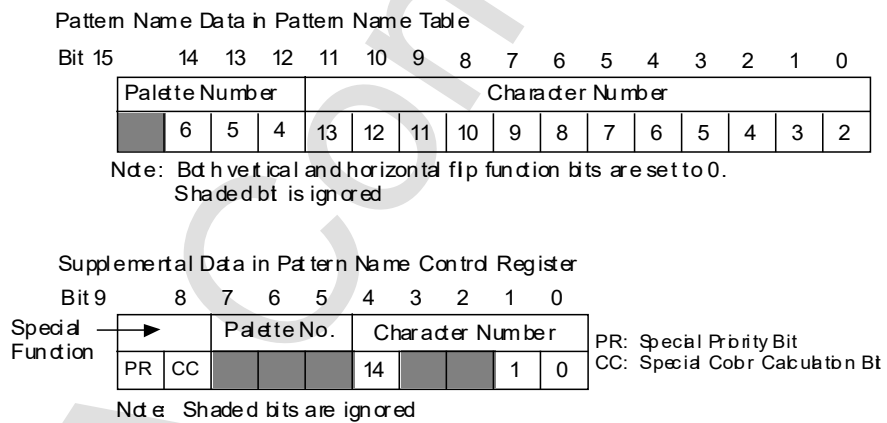 Pattern Name Data in Pattern Name Table
Bit 15 14 13 12 11 10 9 8 7 6 5 4 3 2 1 0
Palette Number Character Number
6 5 4 13 12 11 10 9 8 7 6 5 4 3 2
Note: Both vertical and horizontal flip function bits are set to 0.
Shaded bt is ignored
Supplemental Data in Pattern Name Control Register
Bit 9 8 7 6 5 4 3 2 1 0
Special Function
Palette No. Character Number
PR CC 14 1 0
PR: Special Priority Bit
CC: Special Cobr Calculation Bt
Note: Shaded bits are ignored